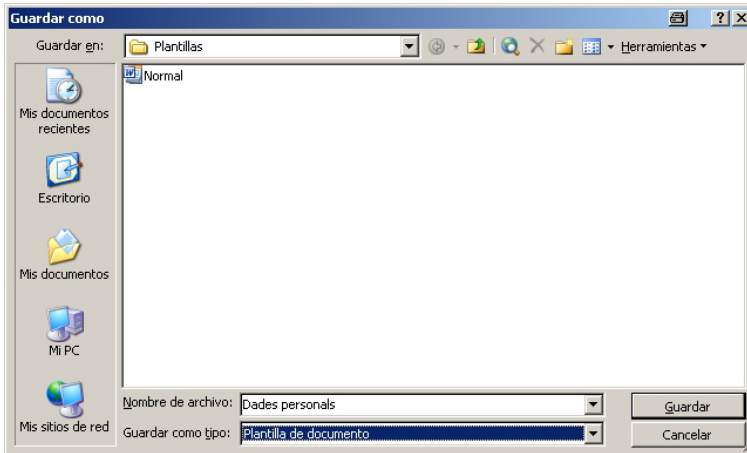 Guardar como
Guardar en:
Plantillas
Herramientas
Normal
Mis documentos
recientes
Escritorio
Mis documentos
Mi PC
Mis sitios de red
Nombre de archivo:
Dades personals
Guardar
Guardar como tipo:
Plantilla de documento
Cancelar